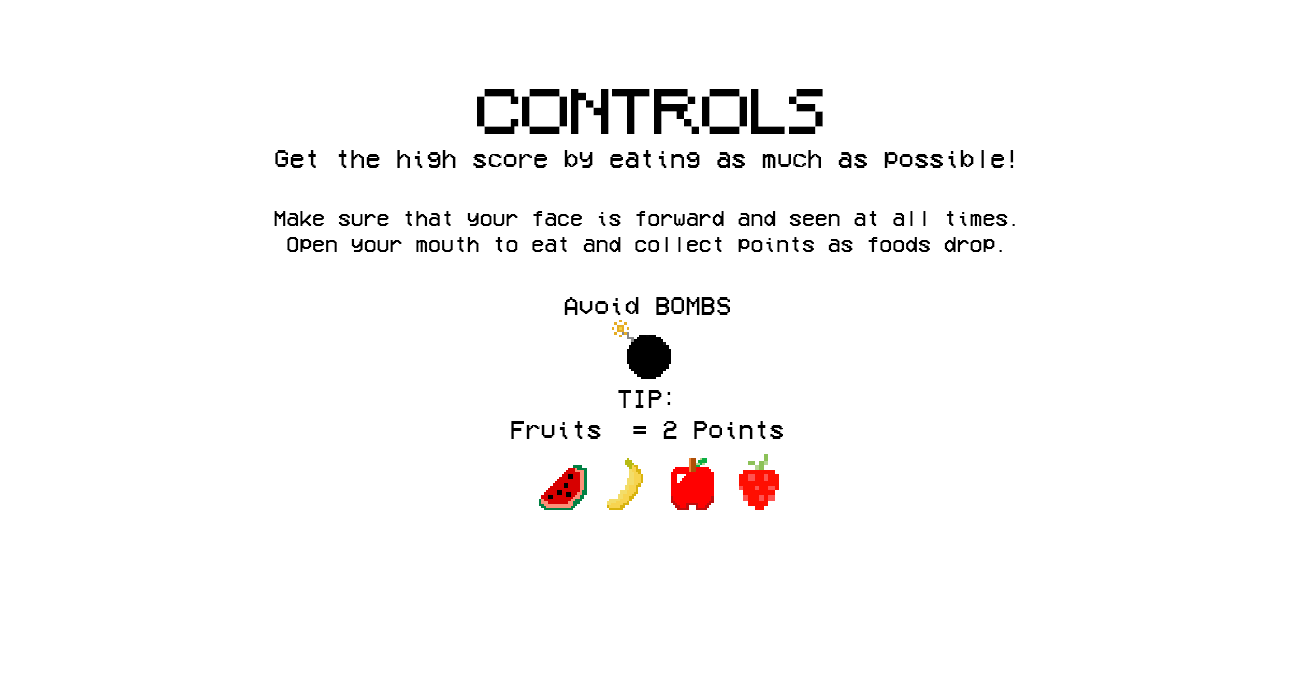 CONTROLS
Get the high score by eating as much as possible!
Make sure that your face is forward and seen at all times.
Open your mouth to eat and collect points as foods drop.
Avoid BOMBS
TIP:
Fruits = 2 Points